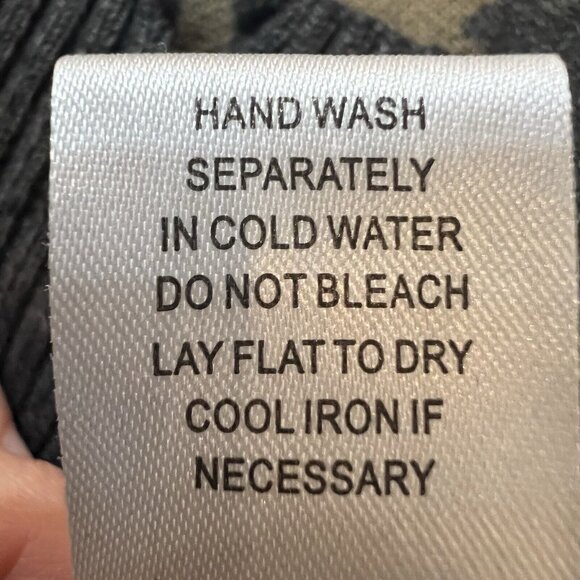 HAND WASH
SEPARATELY
IN COLD WATER
DO NOT BLEACH
LAY FLAT TO DRY
COOL IRON IF
NECESSARY